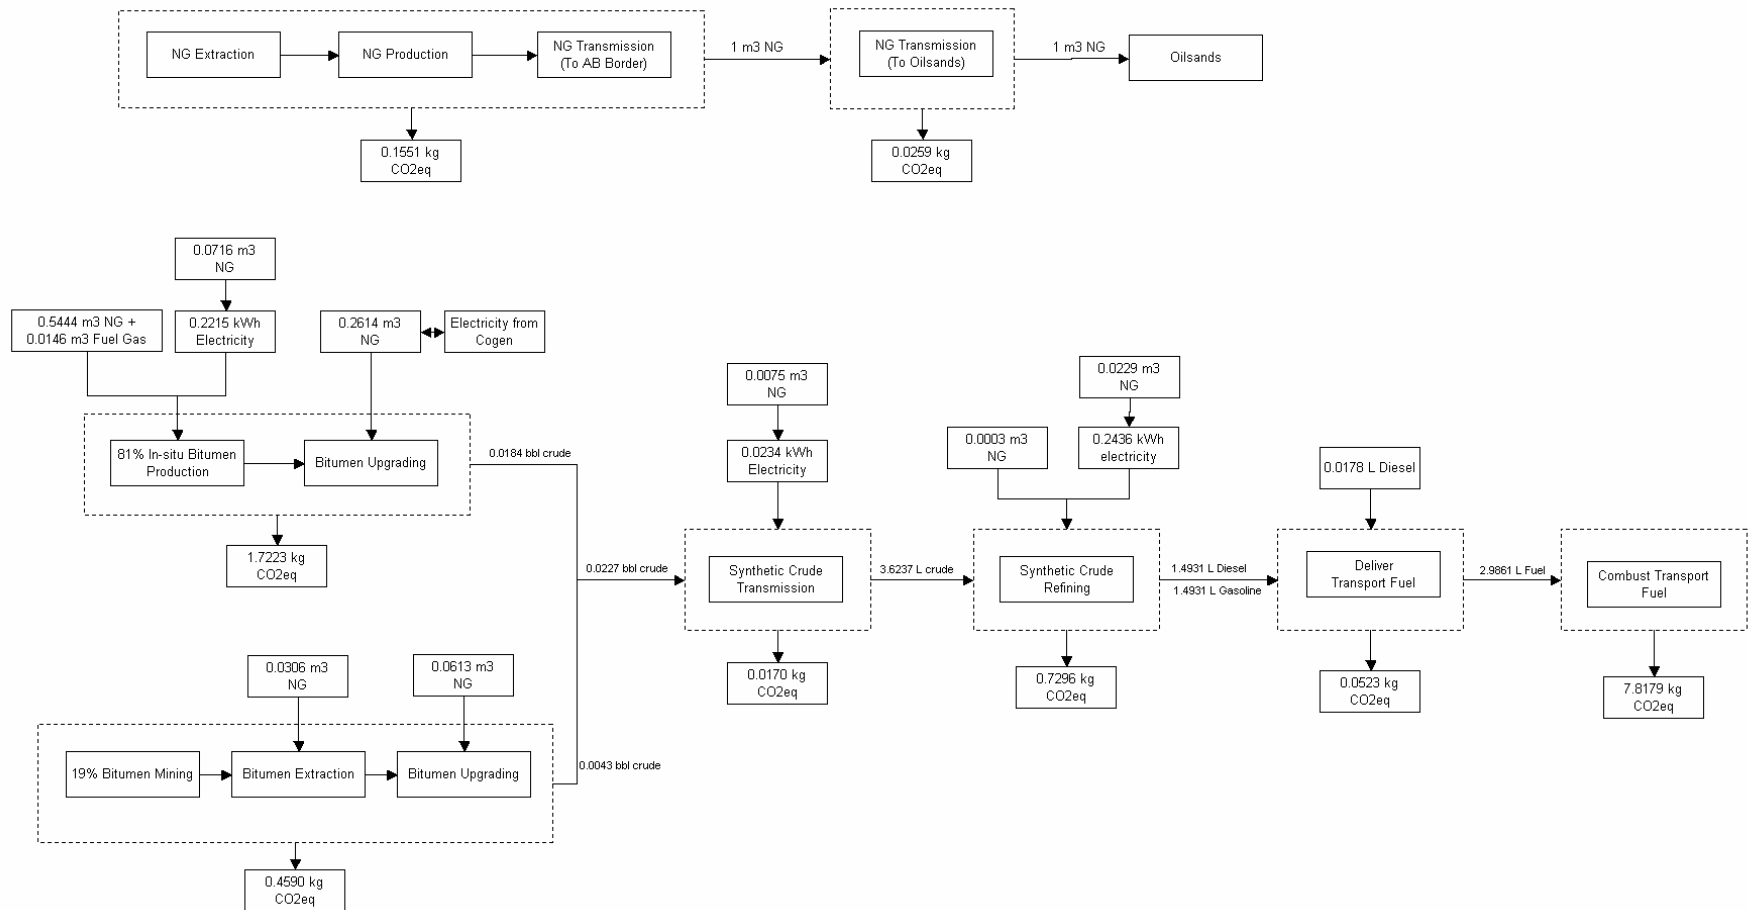 NG Extraction
NG Production
NG Transmission
(To AB Border)
1 m3 NG
NG Transmission
(To Oilsands)
1 m3 NG
Oilsands
0.1551 kg
CO2eq
0.0259 kg
CO2eq
0.0716 m3
NG
0.5444 m3 NG +
0.0146 m3 Fuel Gas
0.2215 kWh
Electricity
0.2614 m3
NG
Electricity from
Cogen
81% In-situ Bitumen
Production
Bitumen Upgrading
0.0184 bbl crude
1.7223 kg
CO2eq
0.0075 m3
NG
0.0234 kWh
Electricity
0.0003 m3
NG
0.0229 m3
NG
0.2436 kWh
electricity
0.0178 L Diesel
0.0227 bbl crude
Synthetic Crude
Transmission
3.6237 L crude
Synthetic Crude
Refining
1.4931 L Diesel
1.4931 L Gasoline
Deliver
Transport Fuel
2.9861 L Fuel
Combust Transport
Fuel
0.0170 kg
CO2eq
0.7296 kg
CO2eq
0.0523 kg
CO2eq
7.8179 kg
CO2eq
0.0306 m3
NG
0.0613 m3
NG
19% Bitumen Mining
Bitumen Extraction
Bitumen Upgrading
0.0043 bbl crude
0.4590 kg
CO2eq